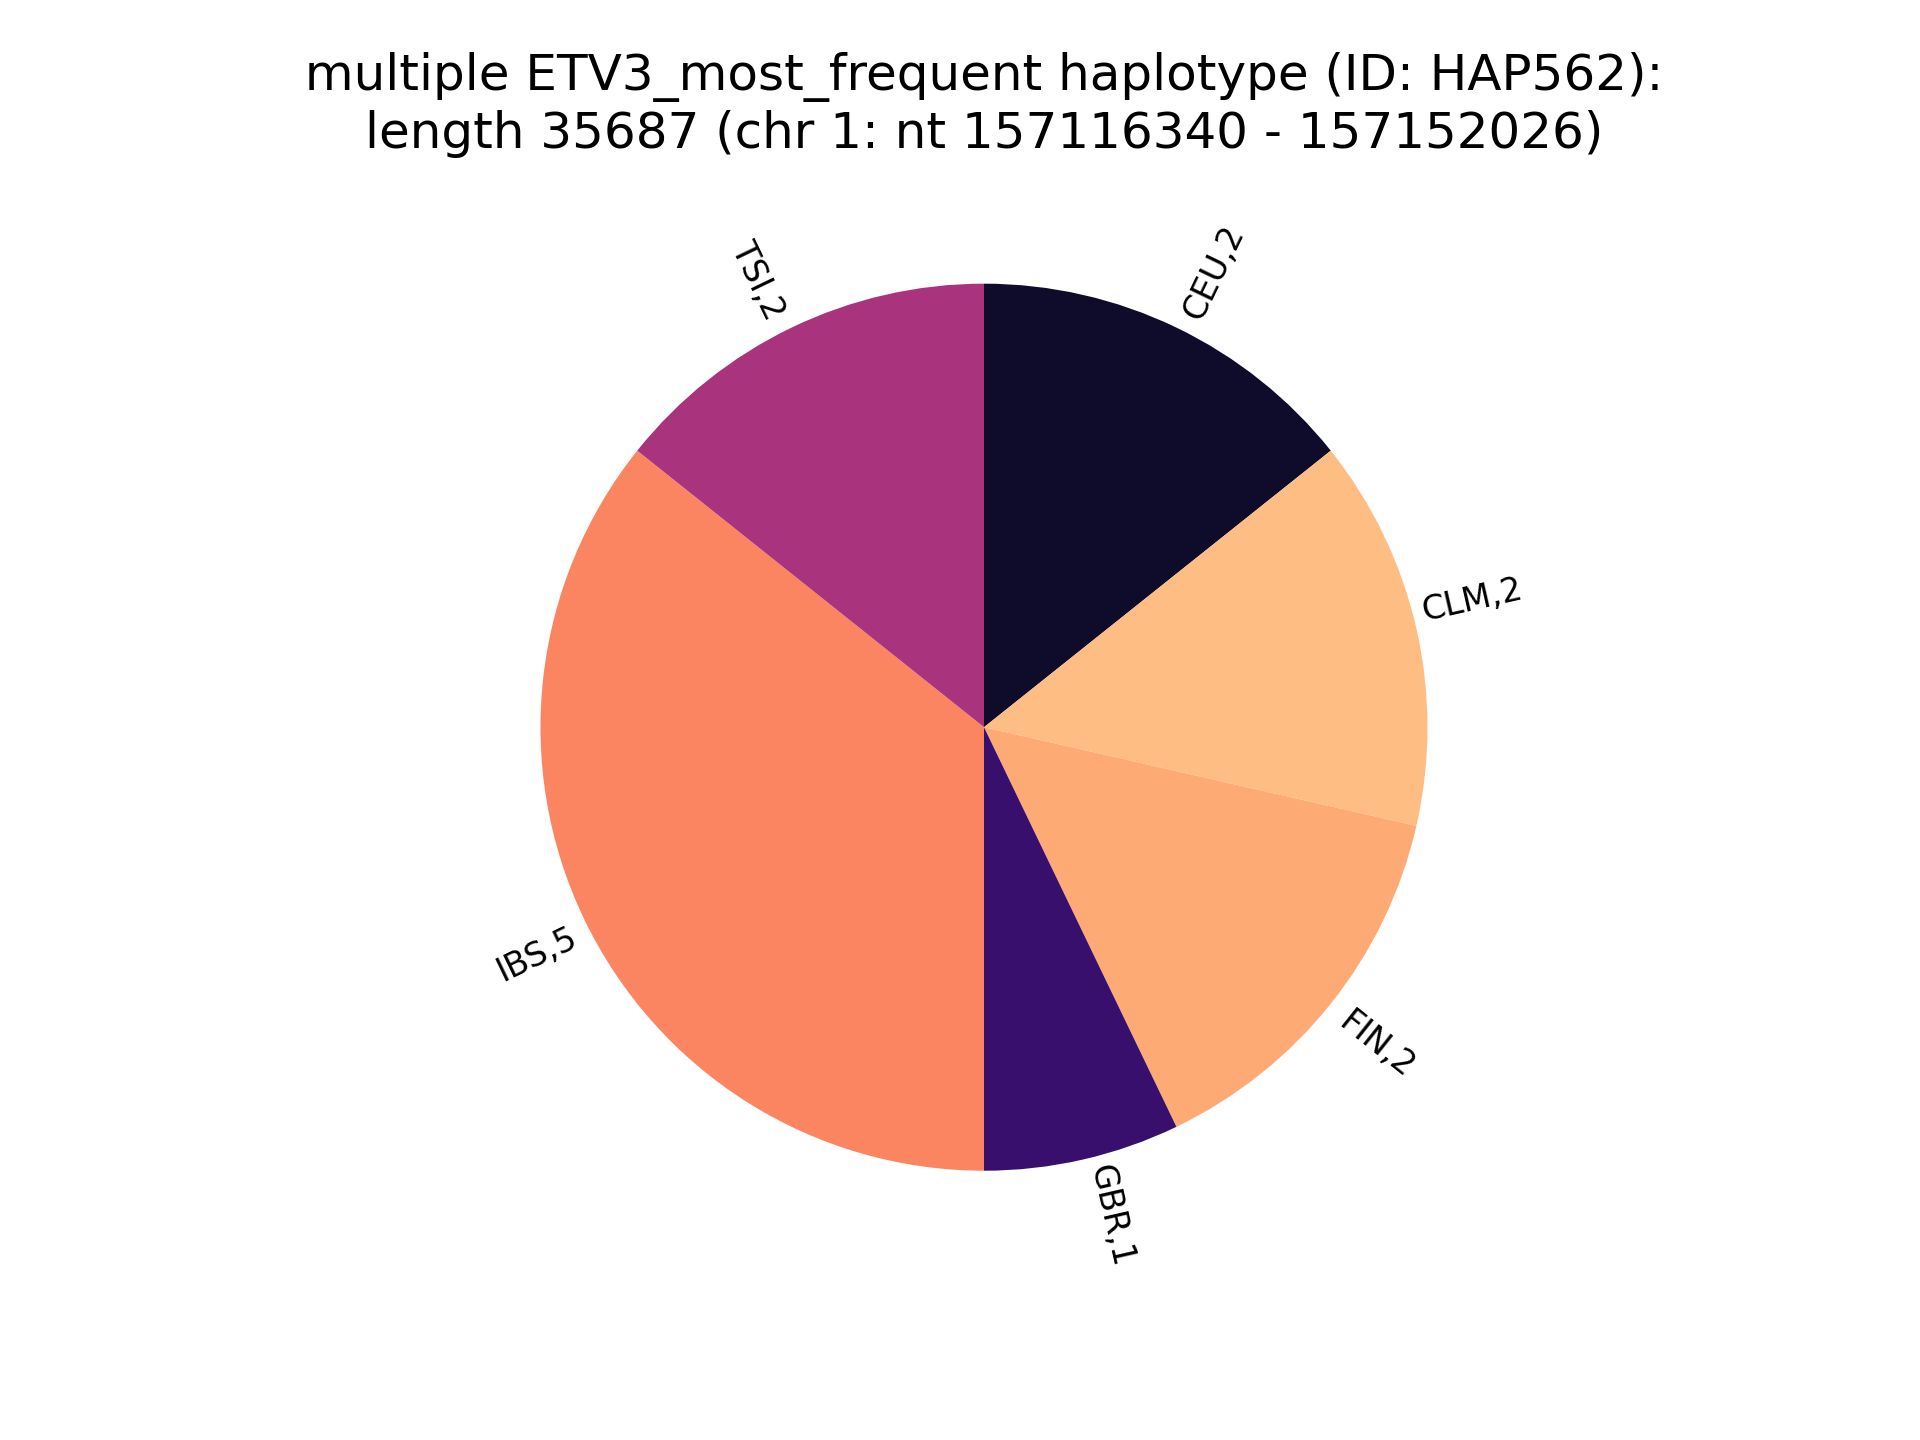 multiple ETV3_most_frequent haplotype (ID: HAP562):
length 35687 (chr 1: nt 157116340 - 157152026)
TSI,2
CEU,2
CLM,2
IBS,5
FIN,2
GBR,1